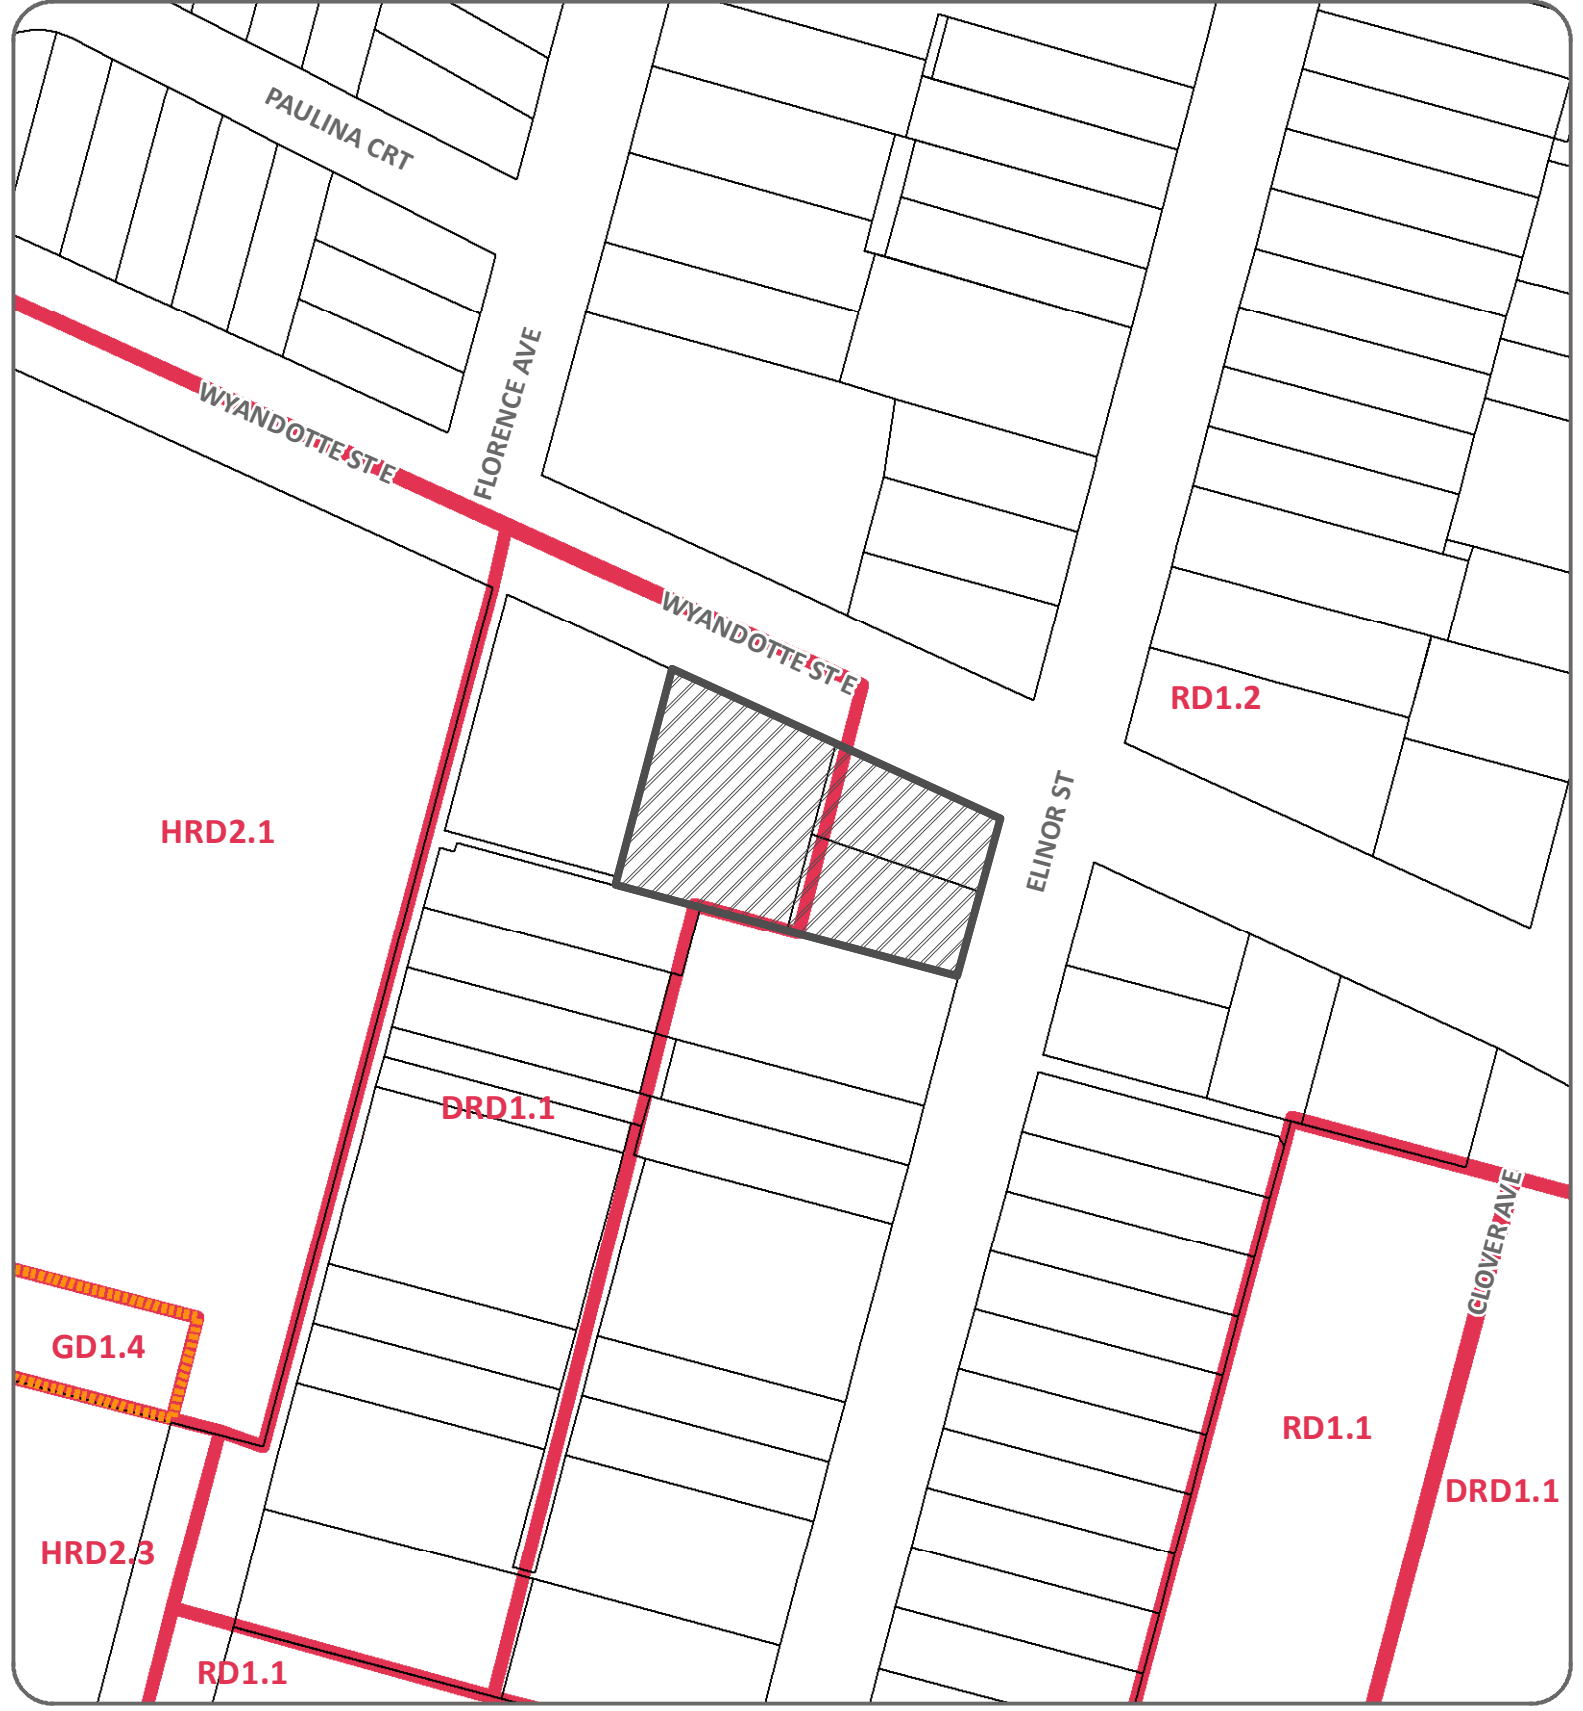 PAULINA CRT
FLORENCE AVE
WYANDOTTE ST E
WYANDOTTE ST E
RD1.2
ELINOR ST
HRD2.1
DRD1.1
CLOVER AVE
GD1.4
RD1.1
DRD1.1
HRD2.3
RD1.1